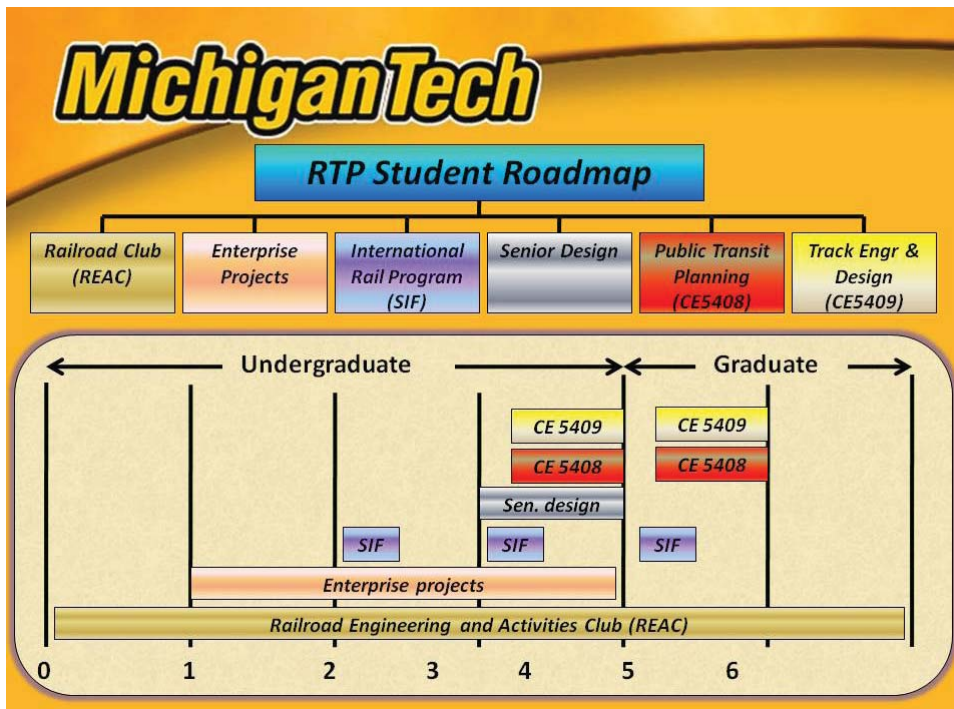 MichiganTech
RTP Student Roadmap
Railroad Club
(REAC)
Enterprise
Projects
International
Rail Program
(SIF)
Senior Design
Public Transit
Planning
(CE5408)
Track Engr &
Design
(CE5409)
Undergraduate
Graduate
CE 5409
CE 5409
CE 5408
CE 5408
Sen. design
SIF
SIF
SIF
Enterprise projects
Railroad Engineering and Activities Club (REAC)
0 1 2 3 4 5 6